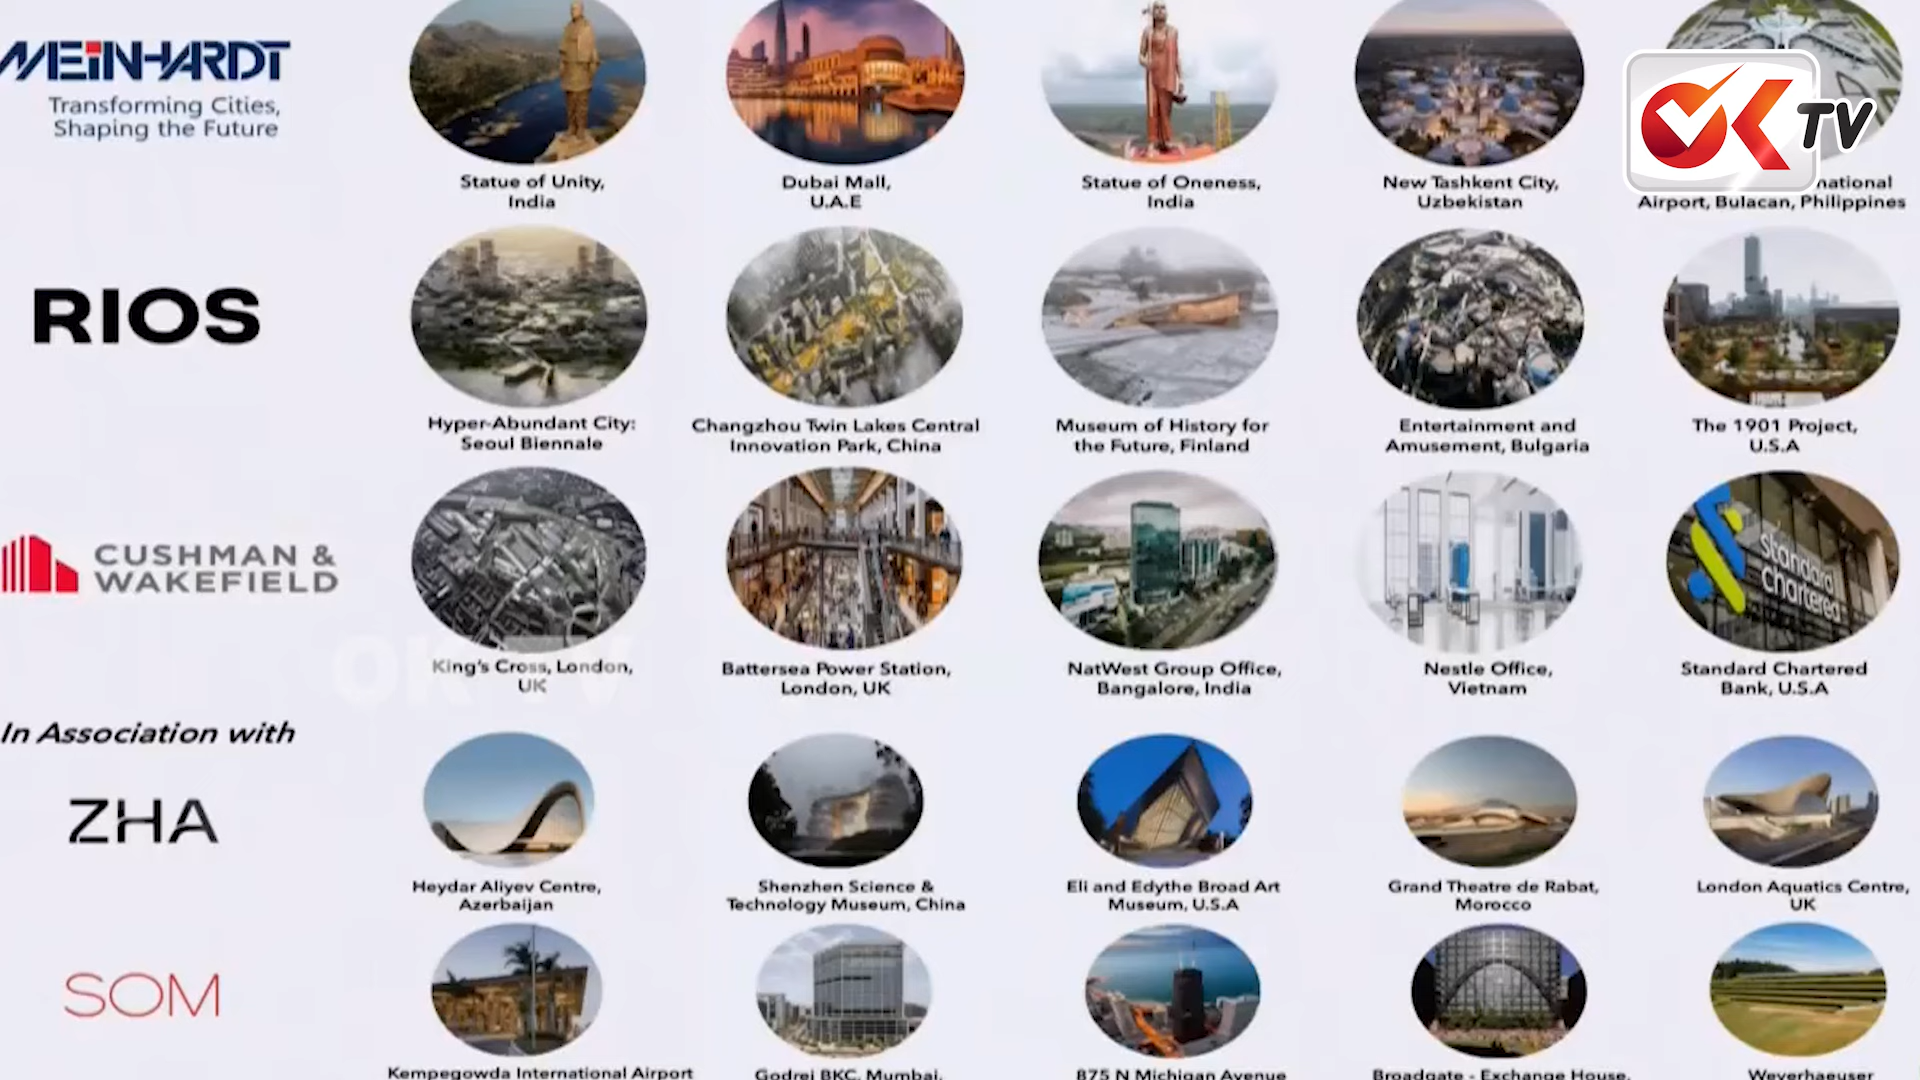 MEINHARDT
Transforming Cities,
Shaping the Future
Statue of Unity,
India
Dubai Mall,
U.A.E
Statue of Oneness,
India
New Tashkent City,
Uzbekistan
Airport, Bulacan, Philippines
OK TV
RIOS
Hyper-Abundant City:
Seoul Biennale
Changzhou Twin Lakes Central
Innovation Park, China
Museum of History for
the Future, Finland
Entertainment and
Amusement, Bulgaria
The 1901 Project,
U.S.A
CUSHMAN &
WAKEFIELD
standard
chartered
King's Cross, London,
UK
Battersea Power Station,
London, UK
NatWest Group Office,
Bangalore, India
Nestle Office,
Vietnam
Standard Chartered
Bank, U.S.A
OK TV
In Association with
ZHA
Heydar Aliyev Centre,
Azerbaijan
Shenzhen Science &
Technology Museum, China
Eli and Edythe Broad Art
Museum, U.S.A
Grand Theatre de Rabat,
Morocco
London Aquatics Centre,
UK
SOM
Kempegowda International Airport
Godrej BKC, Mumbai,
875 N Michigan Avenue
Broadgate - Exchange House,
Weyerhaeuser